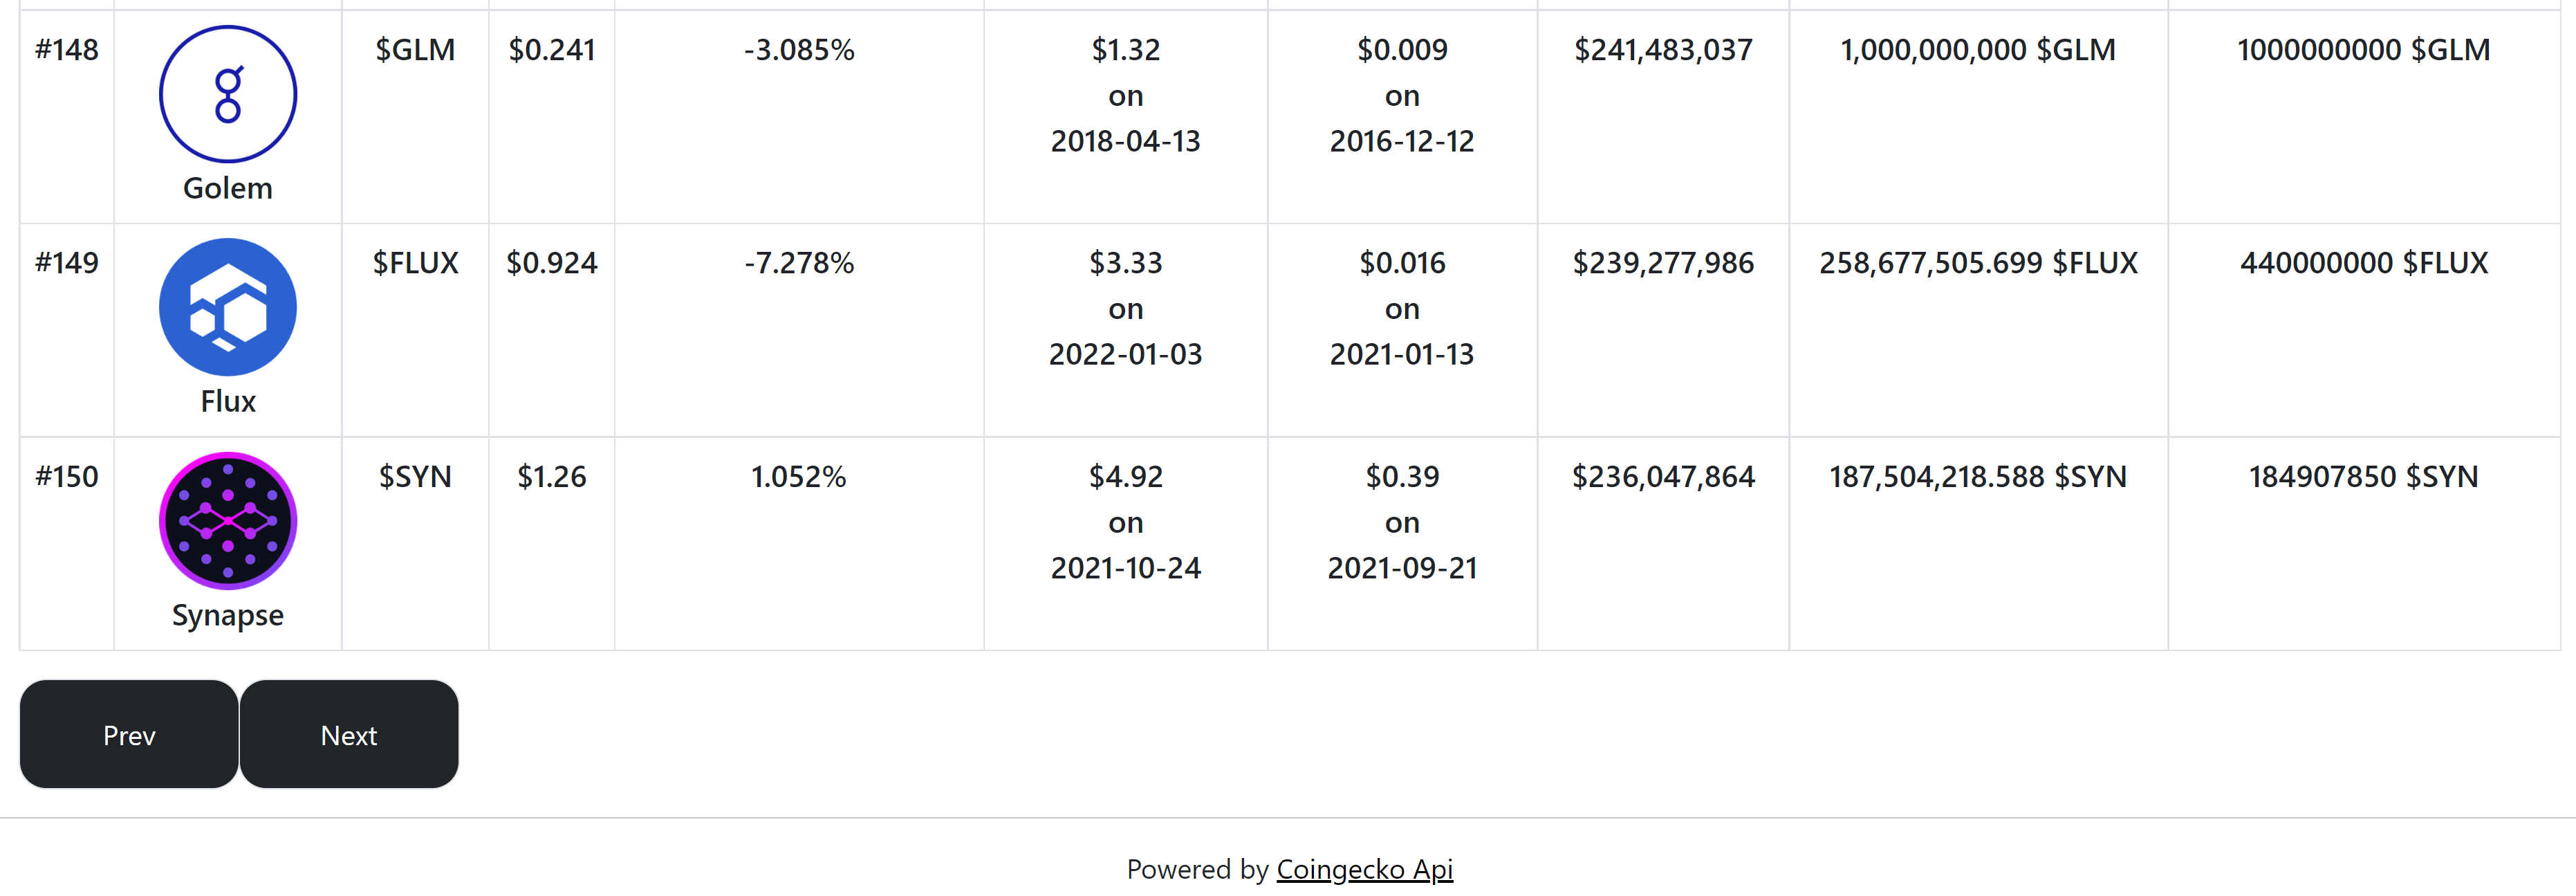 #148 $GLM $0.241 -3.085% $1.32 $0.009 $241,483,037 1,000,000,000 $GLM 1000000000 $GLM
on on
2018-04-13 2016-12-12
Golem
#149 $FLUX $0.924 -7.278% $3.33 $0.016 $239,277,986 258,677,505.699 $FLUX 440000000 $FLUX
on on
2022-01-03 2021-01-13
Flux
#150 $SYN $1.26 1.052% $4.92 $0.39 $236,047,864 187,504,218.588 $SYN 184907850 $SYN
on on
2021-10-24 2021-09-21
Synapse
Prev Next
Powered by Coingecko Api